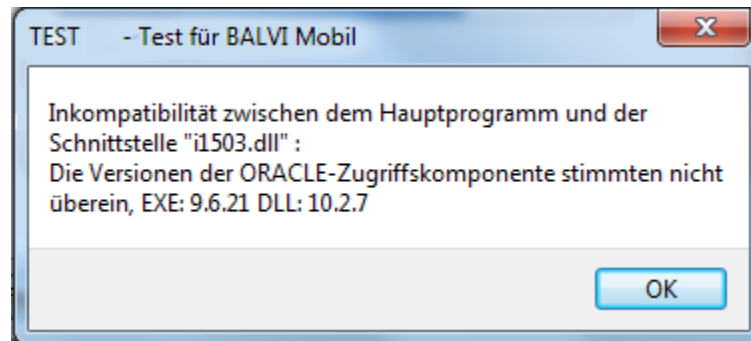 TEST - Test für BALVI Mobil
Inkompatibilität zwischen dem Hauptprogramm und der
Schnittstelle "i1503.dll" :
Die Versionen der ORACLE-Zugriffskomponente stimmten nicht
überein, EXE: 9.6.21 DLL: 10.2.7
OK